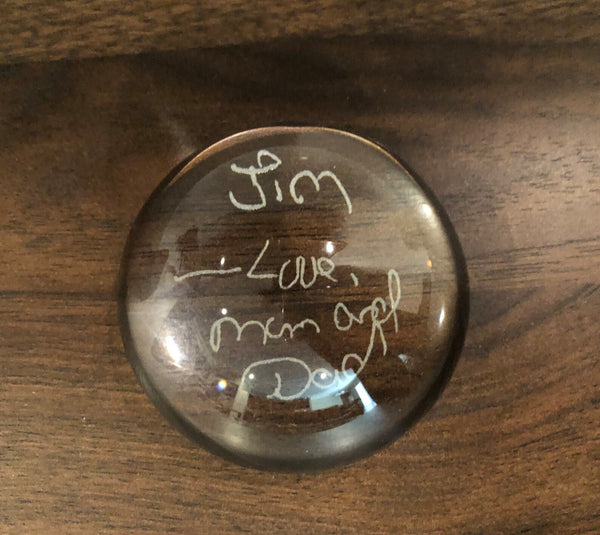 Jim
— Love,
Mom and
Dad